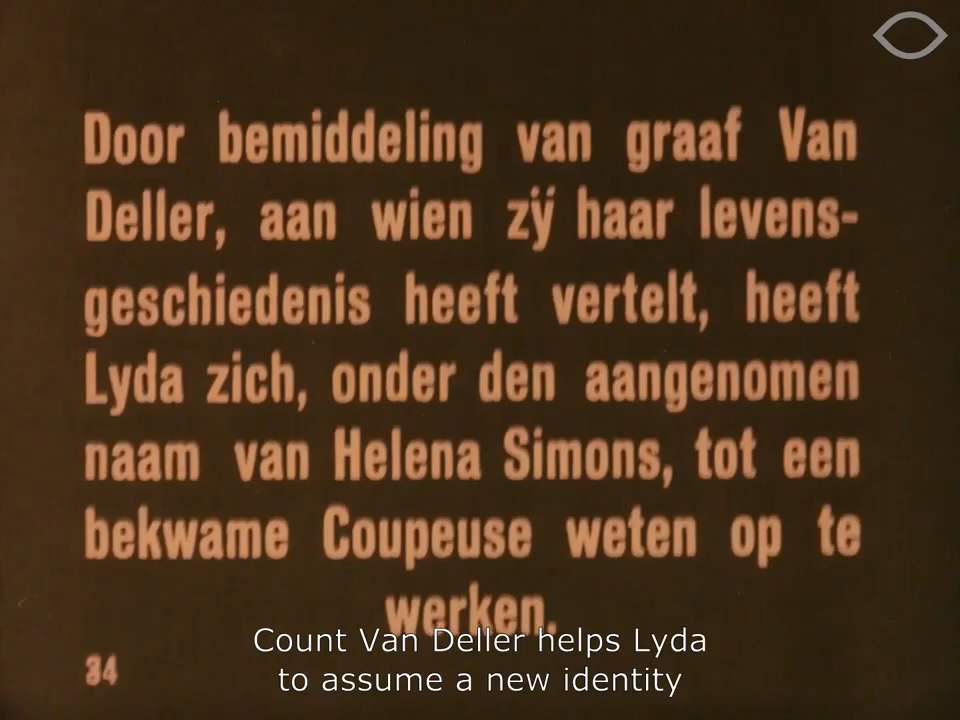 Door bemiddeling van graaf Van
Deller, aan wien zÿ haar levens-
geschiedenis heeft vertelt, heeft
Lyda zich, onder den aangenomen
naam van Helena Simons, tot een
bekwame Coupeuse weten op te
werken.
Count Van Deller helps Lyda
to assume a new identity
34